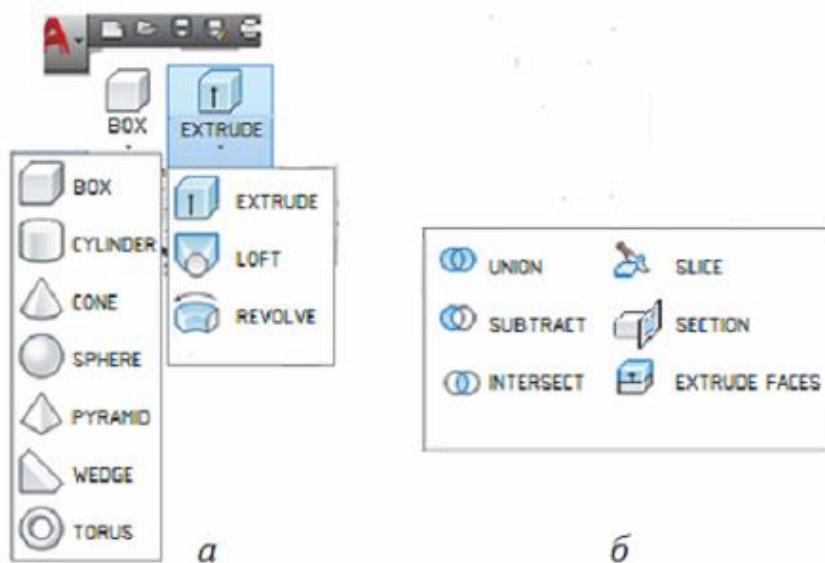 BOX
EXTRUDE
BOX
CYLINDER
CONE
SPHERE
PYRAMID
WEDGE
TORUS
EXTRUDE
LOFT
REVOLVE
UNION
SUBTRACT
INTERSECT
SLICE
SECTION
EXTRUDE FACES
а
б